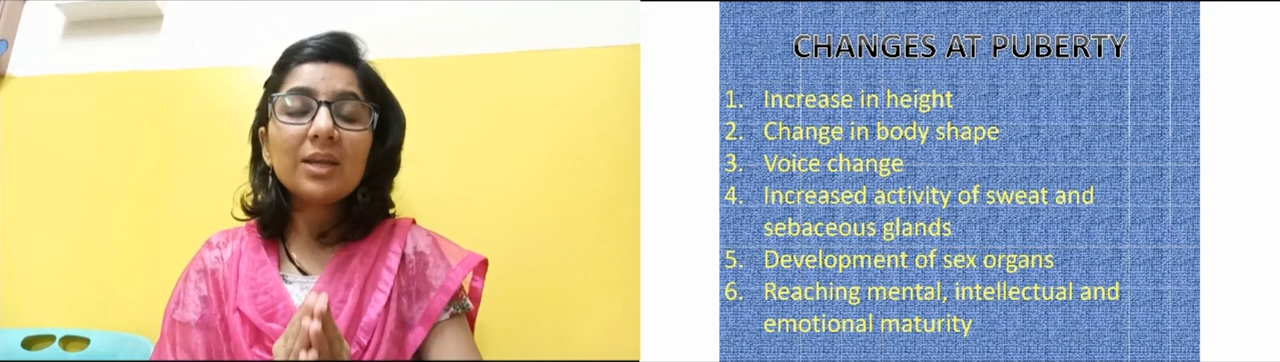 CHANGES AT PUBERTY
1. Increase in height
2. Change in body shape
3. Voice change
4. Increased activity of sweat and
sebaceous glands
5. Development of sex organs
6. Reaching mental, intellectual and
emotional maturity